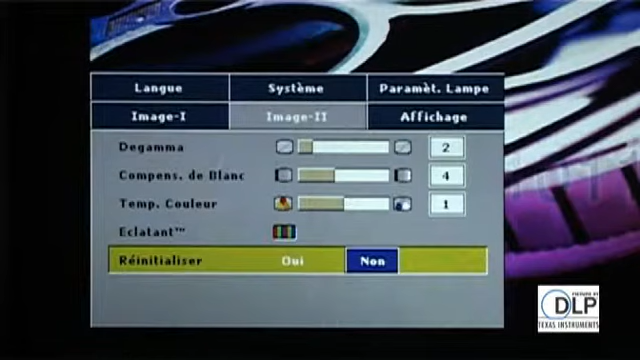 Langue Système Paramèt. Lampe
Image-I Image-II Affichage
Degamma 2
Compens. de Blanc 4
Temp. Couleur 1
Eclatant™
Réinitialiser Oui Non
DLP
TEXAS INSTRUMENTS